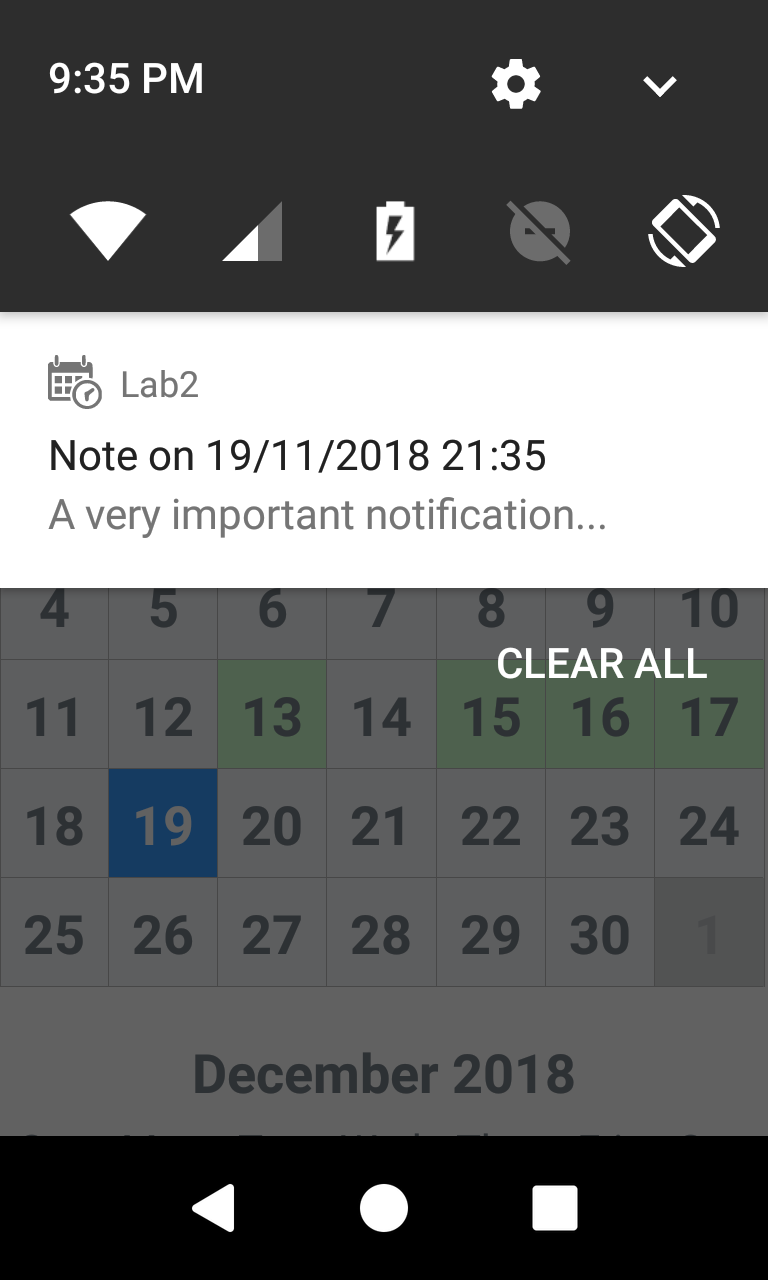 9:35 PM
Lab2
Note on 19/11/2018 21:35
A very important notification...
4 5 6 7 8 9 10
CLEAR ALL
11 12 13 14 15 16 17
18 19 20 21 22 23 24
25 26 27 28 29 30 1
December 2018